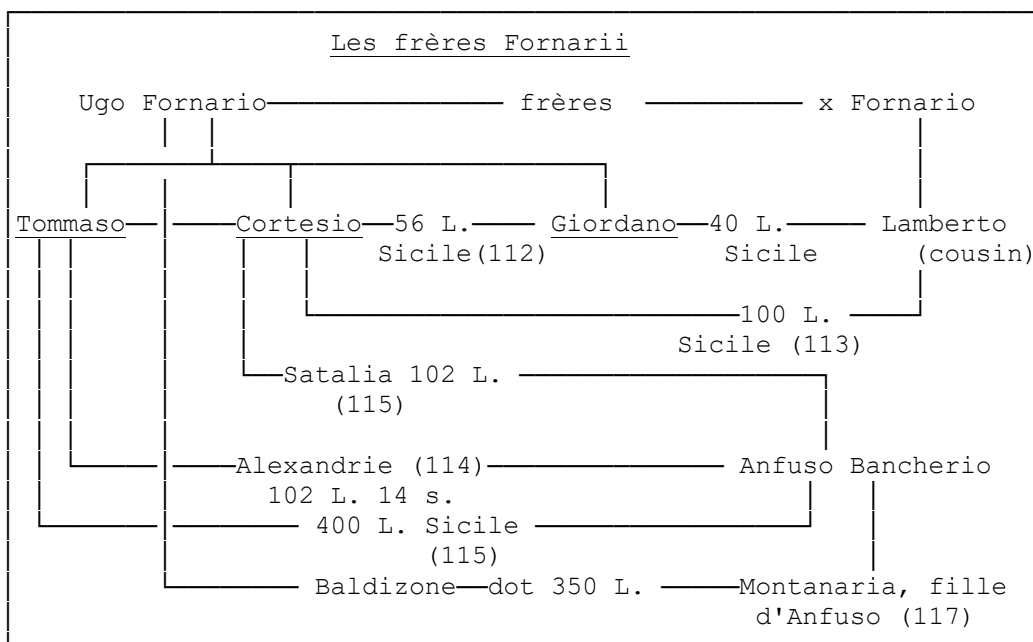 Les frères Fornarii
Ugo Fornario frères x Fornario
Tommaso Cortesio 56 L. Giordano 40 L. Lamberto
Sicile(112) Sicile (cousin)
100 L.
Sicile (113)
Satalia 102 L.
(115)
Alexandrie (114) Anfuso Bancherio
102 L. 14 s.
400 L. Sicile
(115)
Baldizone dot 350 L. Montanaria, fille
d'Anfuso (117)